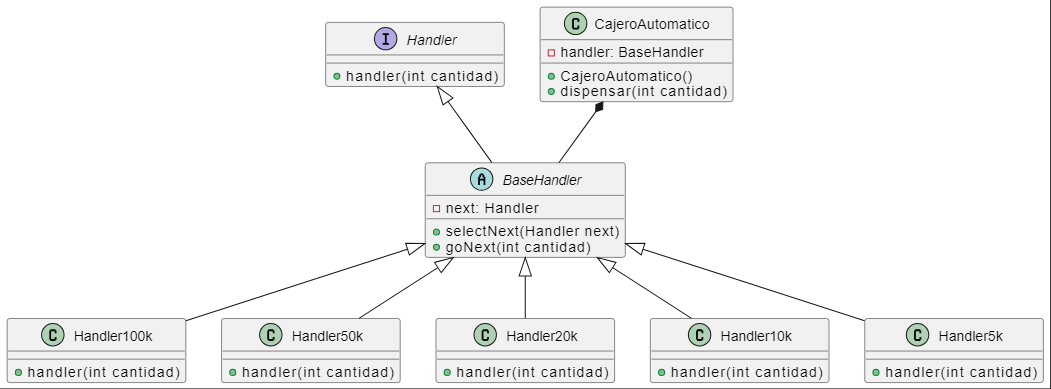 I Handler
handler(int cantidad)
C CajeroAutomatico
handler: BaseHandler
CajeroAutomatico()
dispensar(int cantidad)
A BaseHandler
next: Handler
selectNext(Handler next)
goNext(int cantidad)
C Handler100k
handler(int cantidad)
C Handler50k
handler(int cantidad)
C Handler20k
handler(int cantidad)
C Handler10k
handler(int cantidad)
C Handler5k
handler(int cantidad)